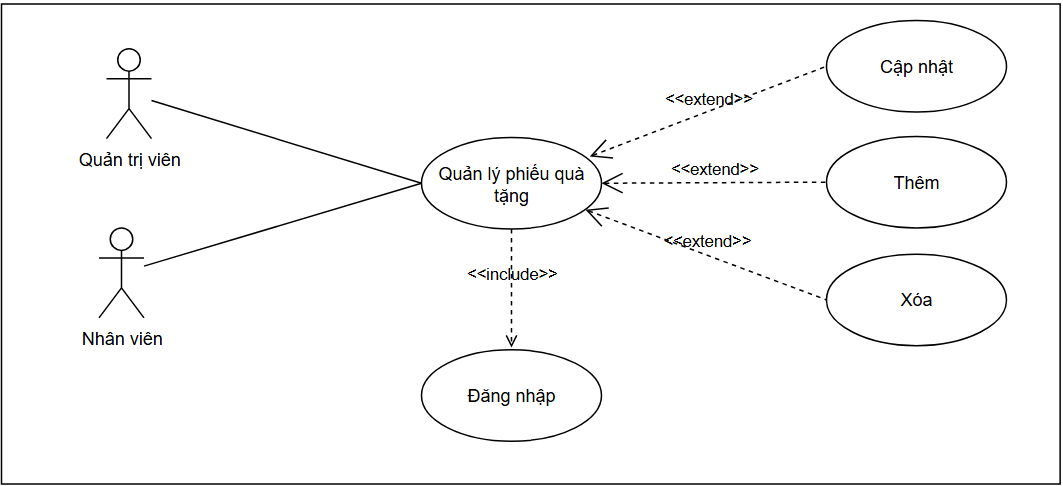 Quản trị viên
Nhân viên
Quản lý phiếu quà
tặng
<<include>>
Đăng nhập
<<extend>>
<<extend>>
<<extend>>
Cập nhật
Thêm
Xóa